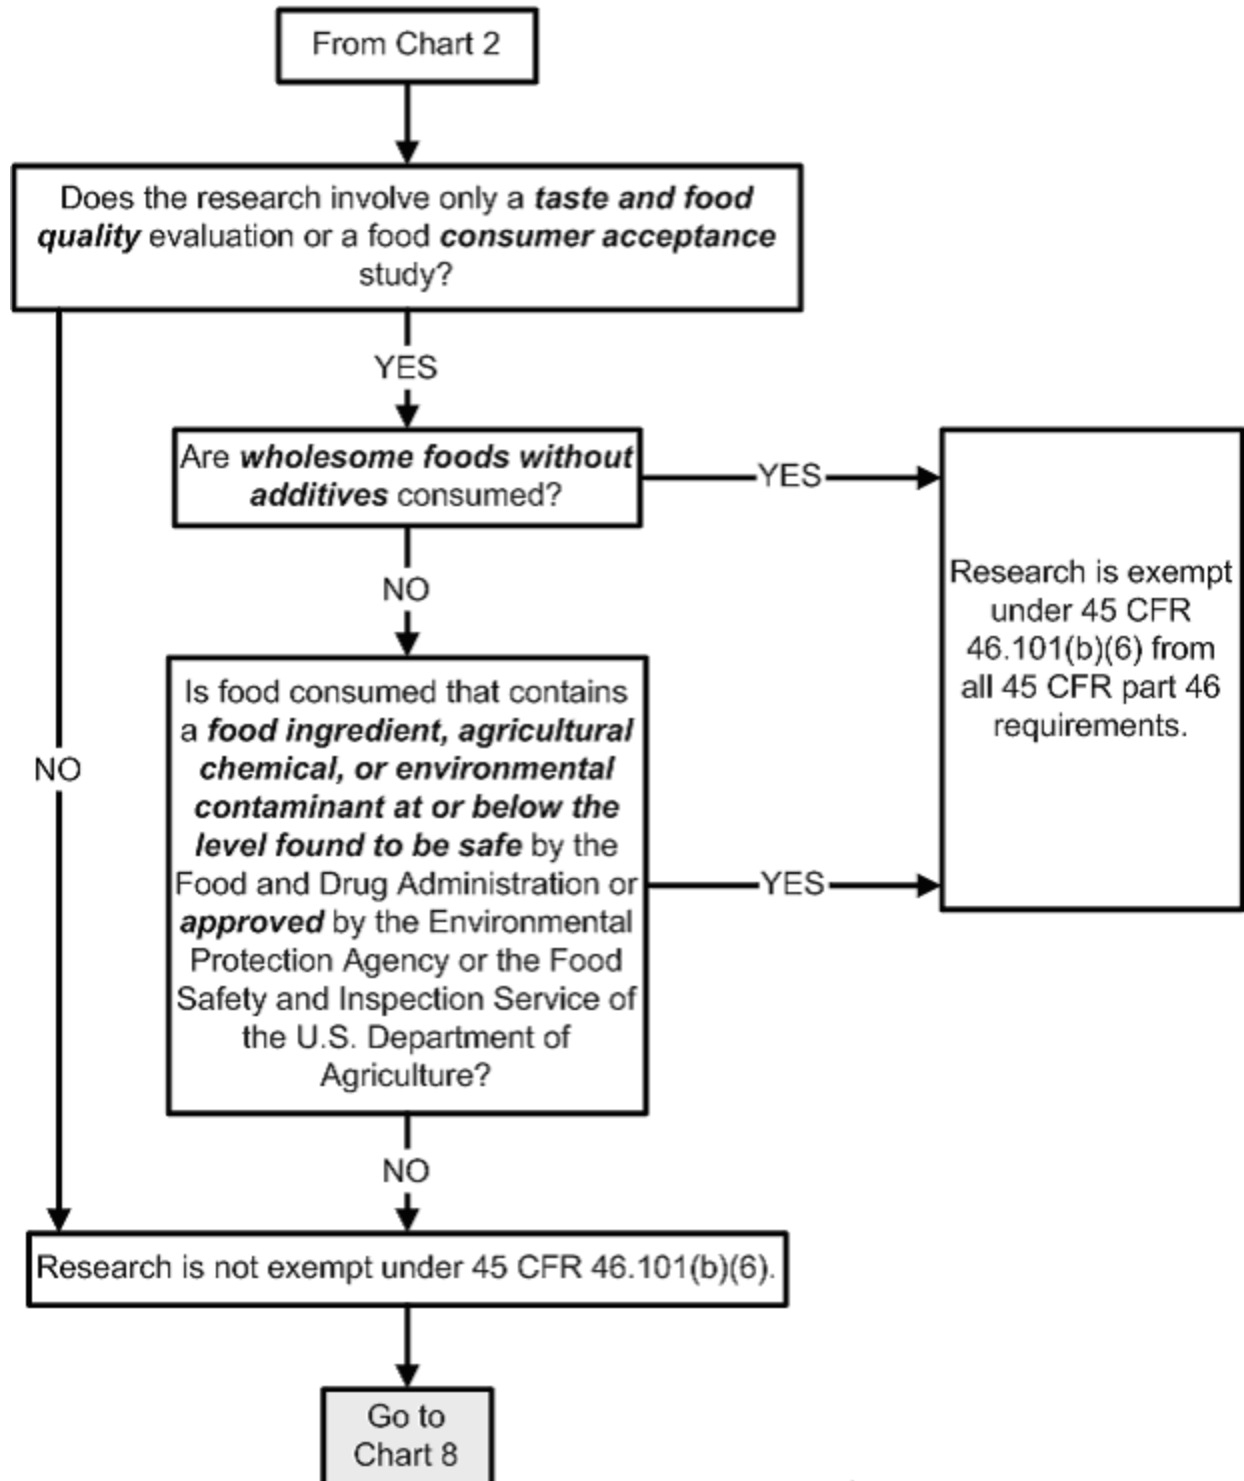 From Chart 2
Does the research involve only a taste and food
quality evaluation or a food consumer acceptance
study?
YES
Are wholesome foods without
additives consumed?
YES
NO
Is food consumed that contains
a food ingredient, agricultural
chemical, or environmental
contaminant at or below the
level found to be safe by the
Food and Drug Administration or
approved by the Environmental
Protection Agency or the Food
Safety and Inspection Service of
the U.S. Department of
Agriculture?
YES
Research is exempt
under 45 CFR
46.101(b)(6) from
all 45 CFR part 46
requirements.
NO
NO
Research is not exempt under 45 CFR 46.101(b)(6).
Go to
Chart 8